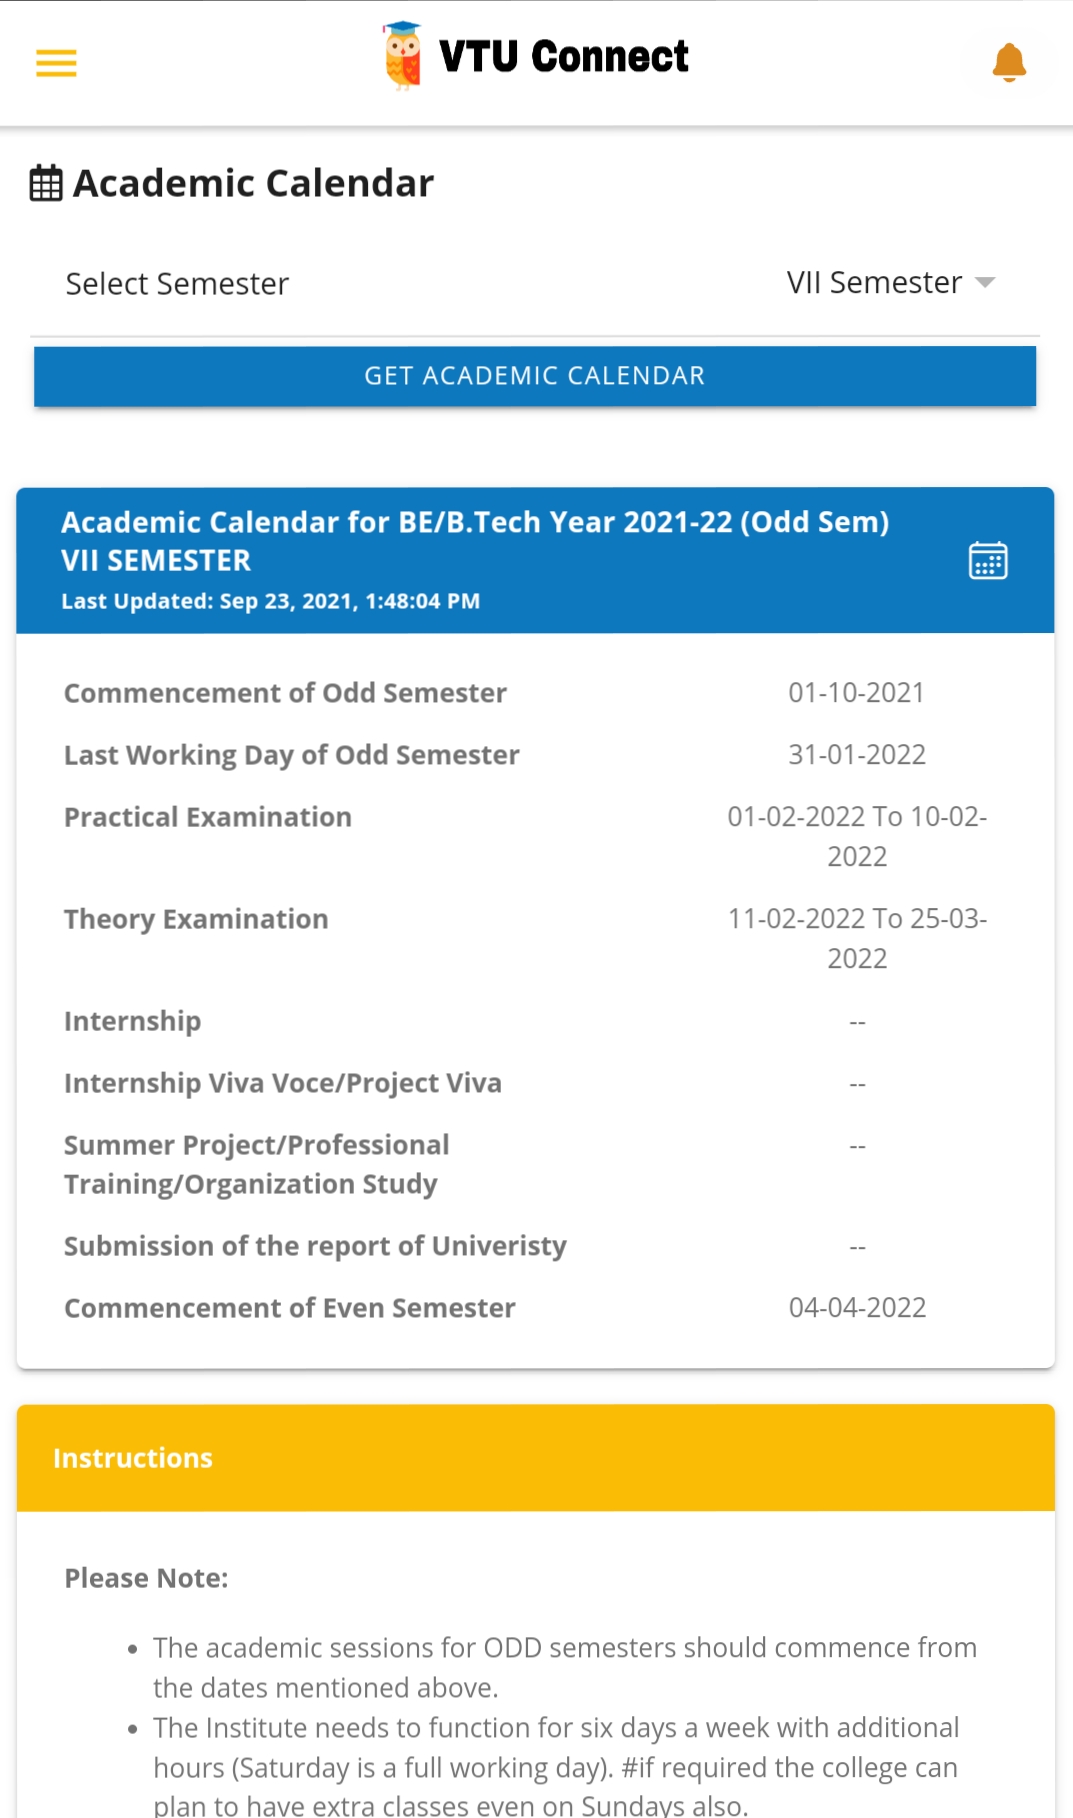 VTU Connect
Academic Calendar
Select Semester
VII Semester
GET ACADEMIC CALENDAR
Academic Calendar for BE/B.Tech Year 2021-22 (Odd Sem)
VII SEMESTER
Last Updated: Sep 23, 2021, 1:48:04 PM
Commencement of Odd Semester 01-10-2021
Last Working Day of Odd Semester 31-01-2022
Practical Examination 01-02-2022 To 10-02-
2022
Theory Examination 11-02-2022 To 25-03-
2022
Internship --
Internship Viva Voce/Project Viva --
Summer Project/Professional --
Training/Organization Study
Submission of the report of Univeristy --
Commencement of Even Semester 04-04-2022
Instructions
Please Note:
• The academic sessions for ODD semesters should commence from
the dates mentioned above.
• The Institute needs to function for six days a week with additional
hours (Saturday is a full working day). #if required the college can
plan to have extra classes even on Sundays also.